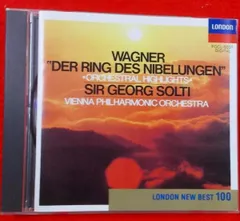 LONDON
WAGNER
"DER RING DES NIBELUNGEN"
«ORCHESTRAL HIGHLIGHTS»
SIR GEORG SOLTI
VIENNA PHILHARMONIC ORCHESTRA
LONDON NEW BEST 100